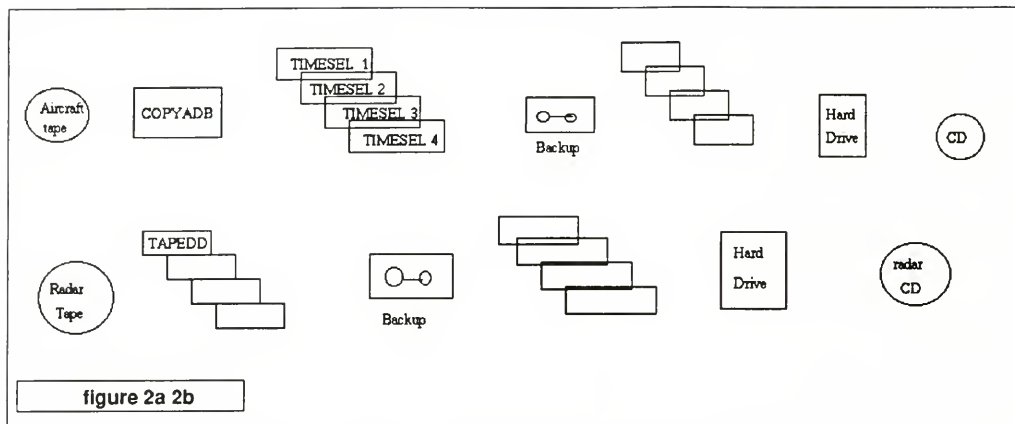 Aircraft
tape
COPYADB
TIMESEL 1
TIMESEL 2
TIMESEL 3
TIMESEL 4
Backup
Hard
Drive
CD
Radar
Tape
TAPEDD
Backup
Hard
Drive
radar
CD
figure 2a 2b